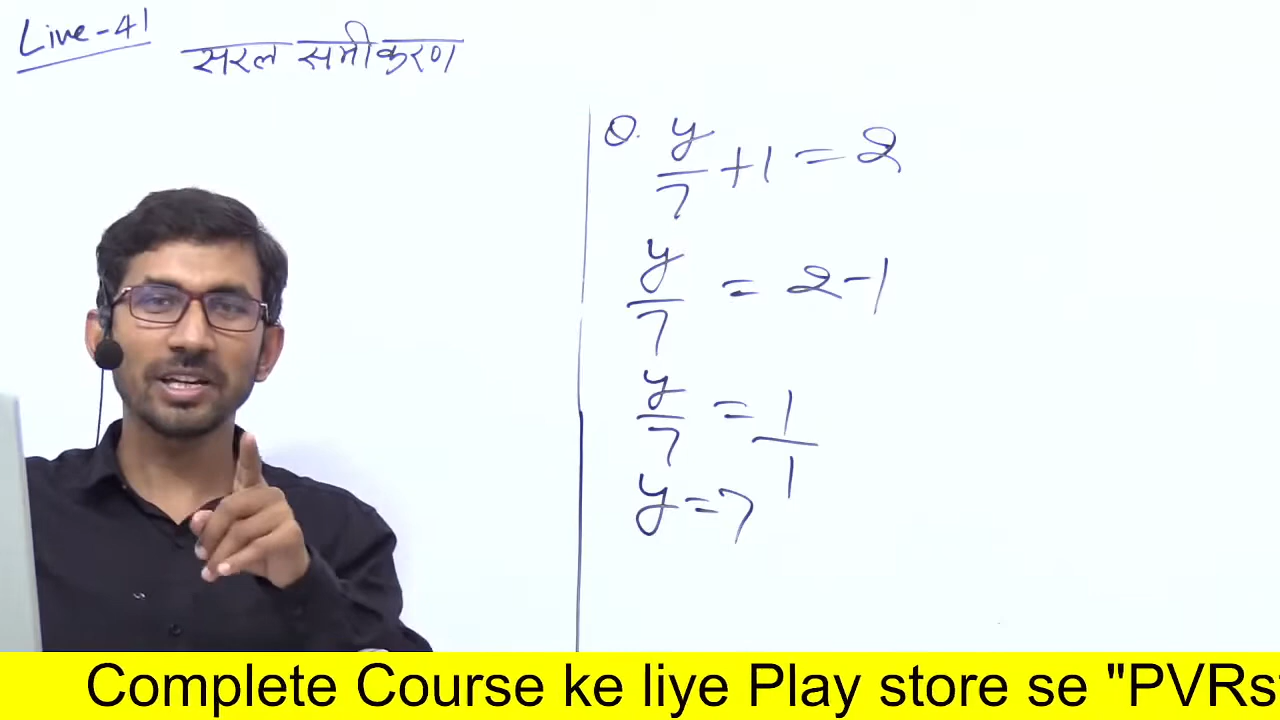 Live-41
सरल समीकरण
Q. y/7 + 1 = 2
y/7 = 2-1
y/7 = 1/1
y = 7
Complete Course ke liye Play store se "PVRs